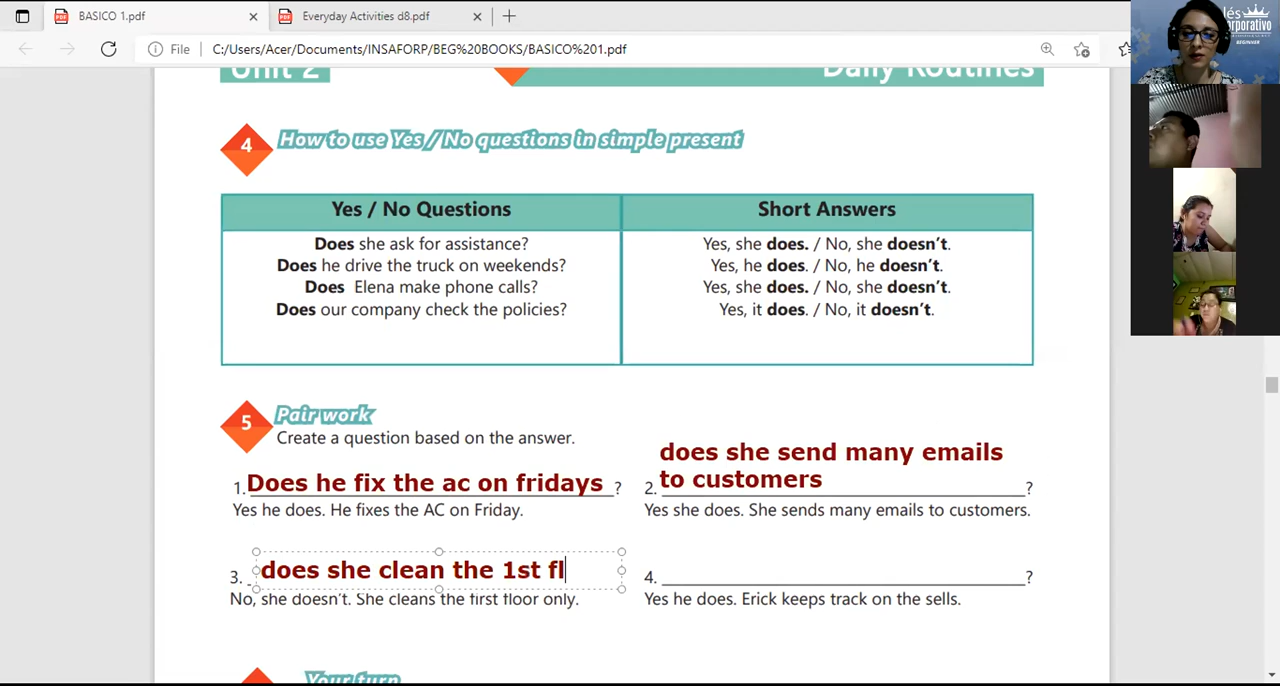 BASICO 1.pdf
Everyday Activities d8.pdf
File
C:/Users/Acer/Documents/INSAFORP/BEG%20BOOKS/BASICO%201.pdf
lés
corporativo
BEGINNER
Unit 2
Daily Routines
4
How to use Yes / No questions in simple present
Yes / No Questions
Short Answers
Does she ask for assistance?
Yes, she does. / No, she doesn't.
Does he drive the truck on weekends?
Yes, he does. / No, he doesn't.
Does Elena make phone calls?
Yes, she does. / No, she doesn't.
Does our company check the policies?
Yes, it does. / No, it doesn't.
5
Pair work
Create a question based on the answer.
1. Does he fix the ac on fridays ?
Yes he does. He fixes the AC on Friday.
does she send many emails
2. to customers ?
Yes she does. She sends many emails to customers.
3. _ does she clean the 1st fl
No, she doesn't. She cleans the first floor only.
4. ____________ ?
Yes he does. Erick keeps track on the sells.
Your turn